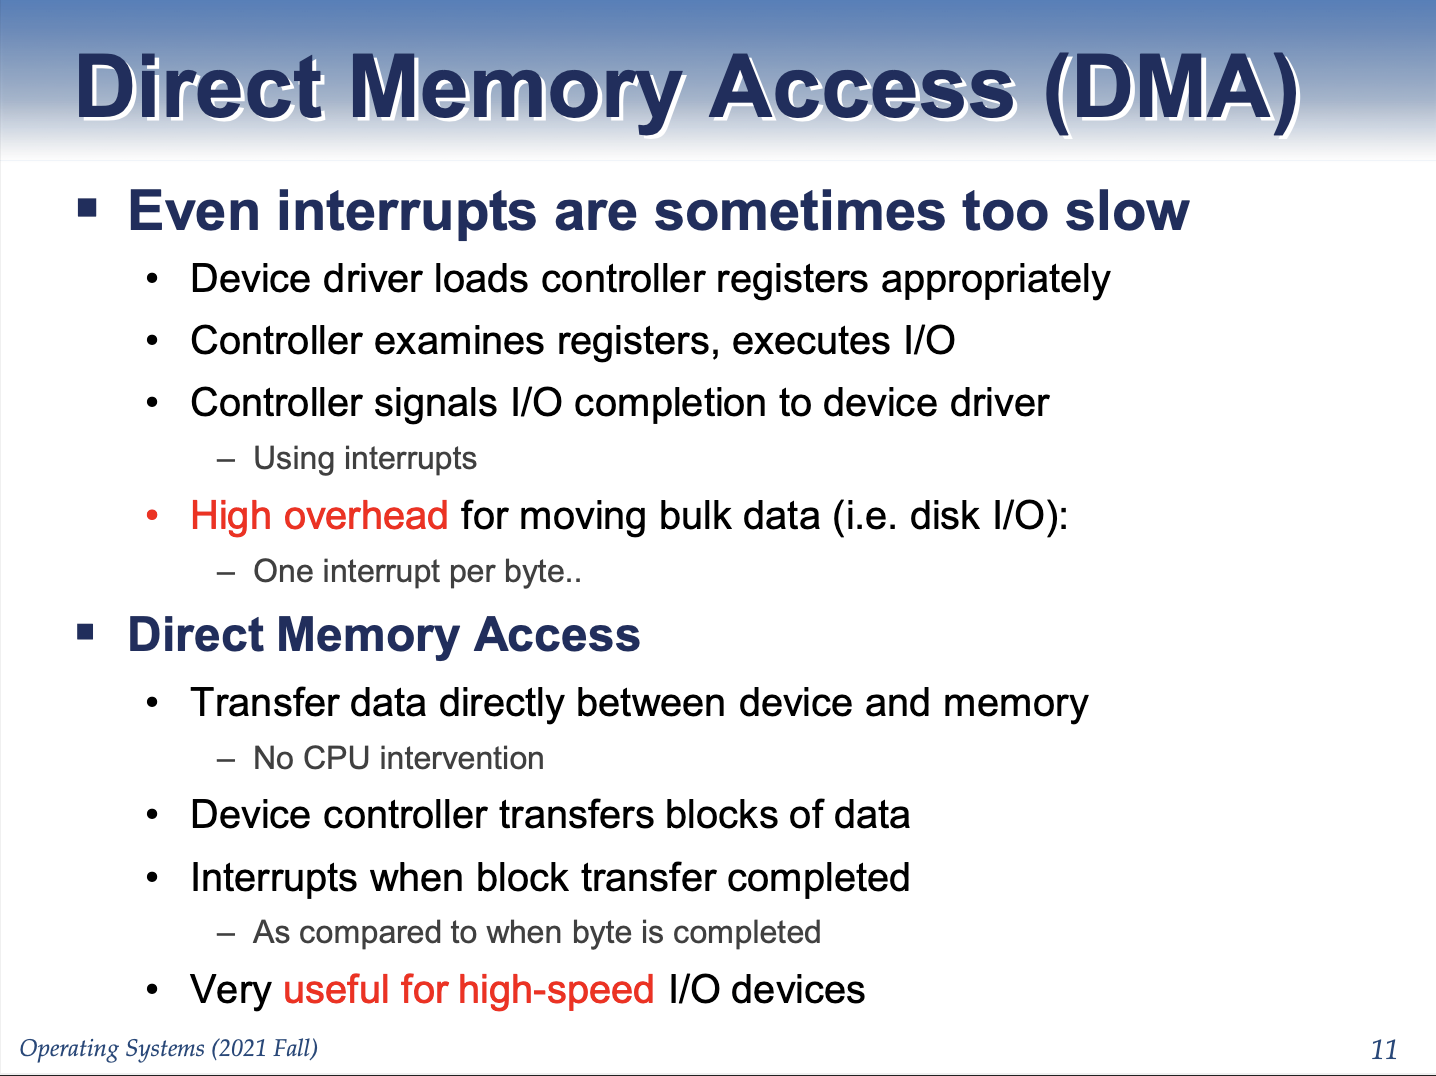 Direct Memory Access (DMA)
▪ Even interrupts are sometimes too slow
• Device driver loads controller registers appropriately
• Controller examines registers, executes I/O
• Controller signals I/O completion to device driver
– Using interrupts
• High overhead for moving bulk data (i.e. disk I/O):
– One interrupt per byte..
▪ Direct Memory Access
• Transfer data directly between device and memory
– No CPU intervention
• Device controller transfers blocks of data
• Interrupts when block transfer completed
– As compared to when byte is completed
• Very useful for high-speed I/O devices
Operating Systems (2021 Fall)
11